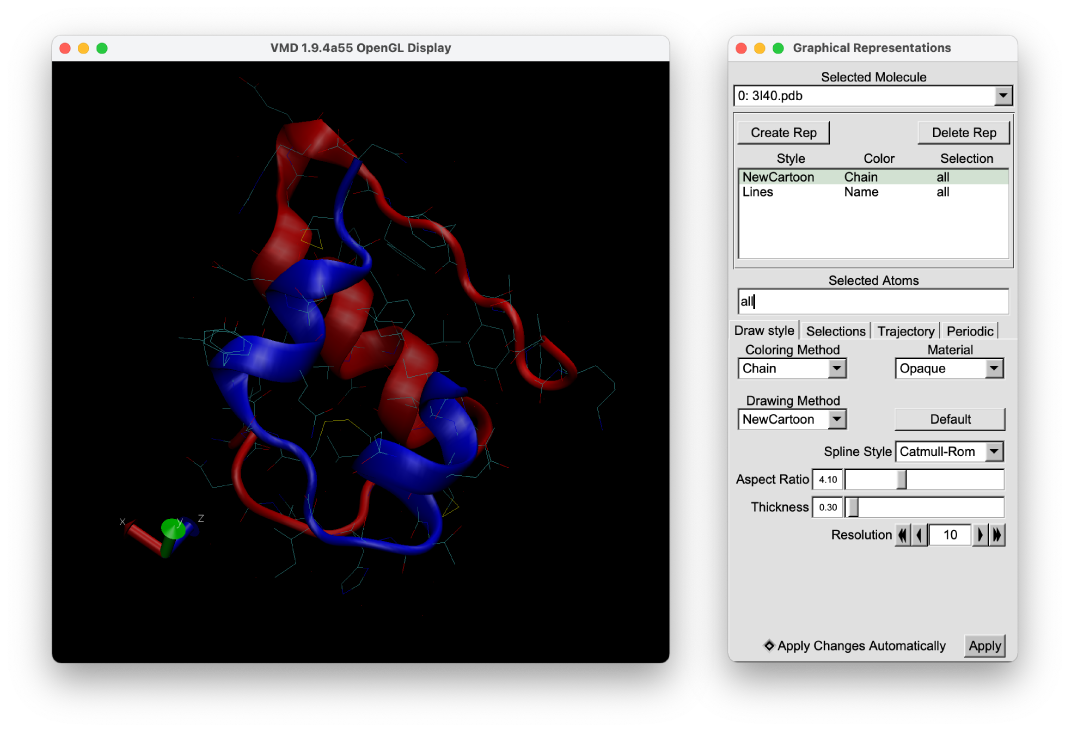 VMD 1.9.4a55 OpenGL Display
x
y
Z
Graphical Representations
Selected Molecule
0: 3I40.pdb
Create Rep Delete Rep
Style Color Selection
NewCartoon Chain all
Lines Name all
Selected Atoms
all
Draw style Selections Trajectory Periodic
Coloring Method Material
Chain Opaque
Drawing Method
NewCartoon Default
Spline Style Catmull-Rom
Aspect Ratio 4.10
Thickness 0.30
Resolution 10
Apply Changes Automatically Apply